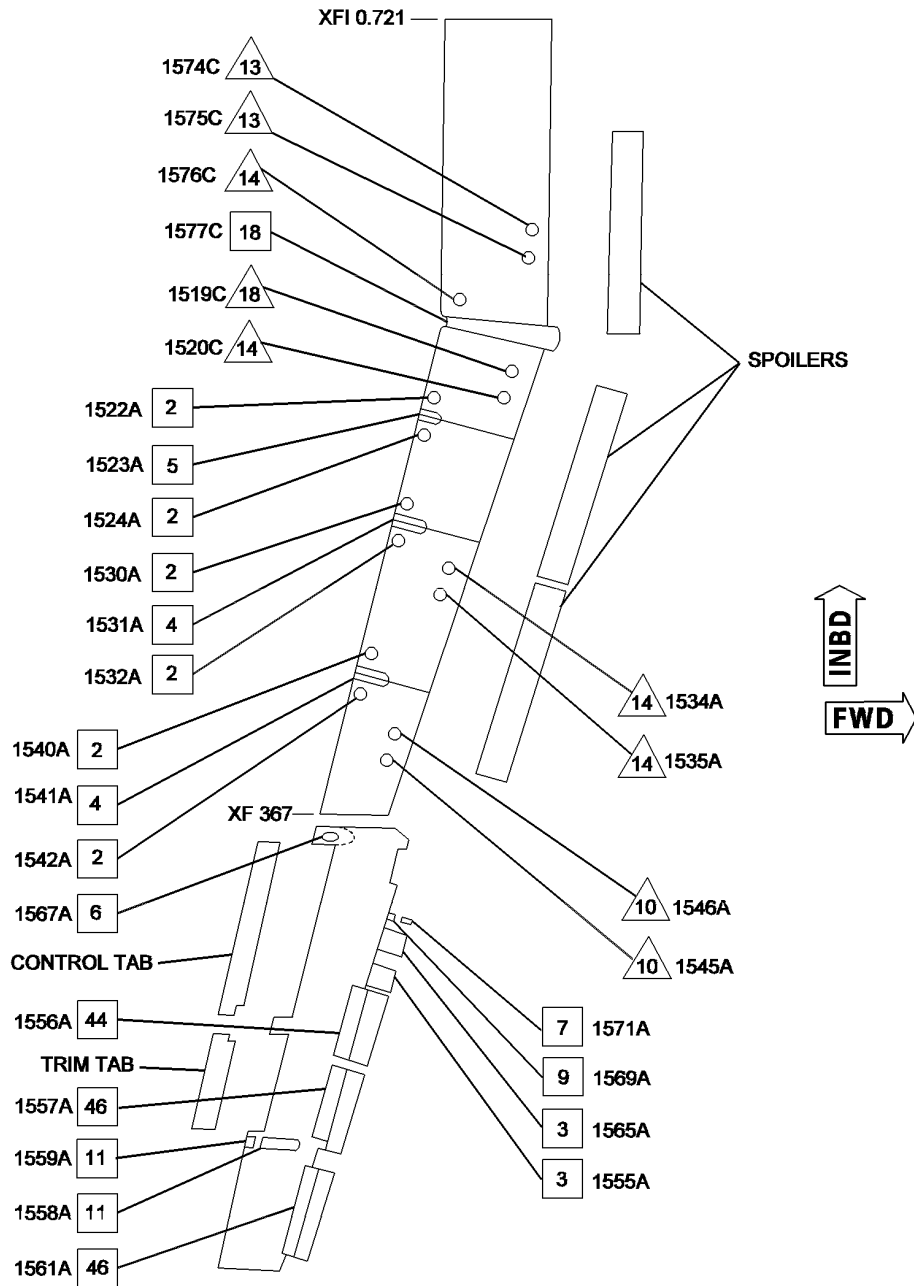 XFI 0.721
1574C 13
1575C 13
1576C 14
1577C 18
1519C 18
1520C 14
SPOILERS
1522A 2
1523A 5
1524A 2
1530A 2
1531A 4
1532A 2
INBD
FWD
14 1534A
14 1535A
1540A 2
1541A 4
XF 367
1542A 2
1567A 6
10 1546A
10 1545A
CONTROL TAB
1556A 44
7 1571A
TRIM TAB
9 1569A
1557A 46
3 1565A
1559A 11
3 1555A
1558A 11
1561A 46